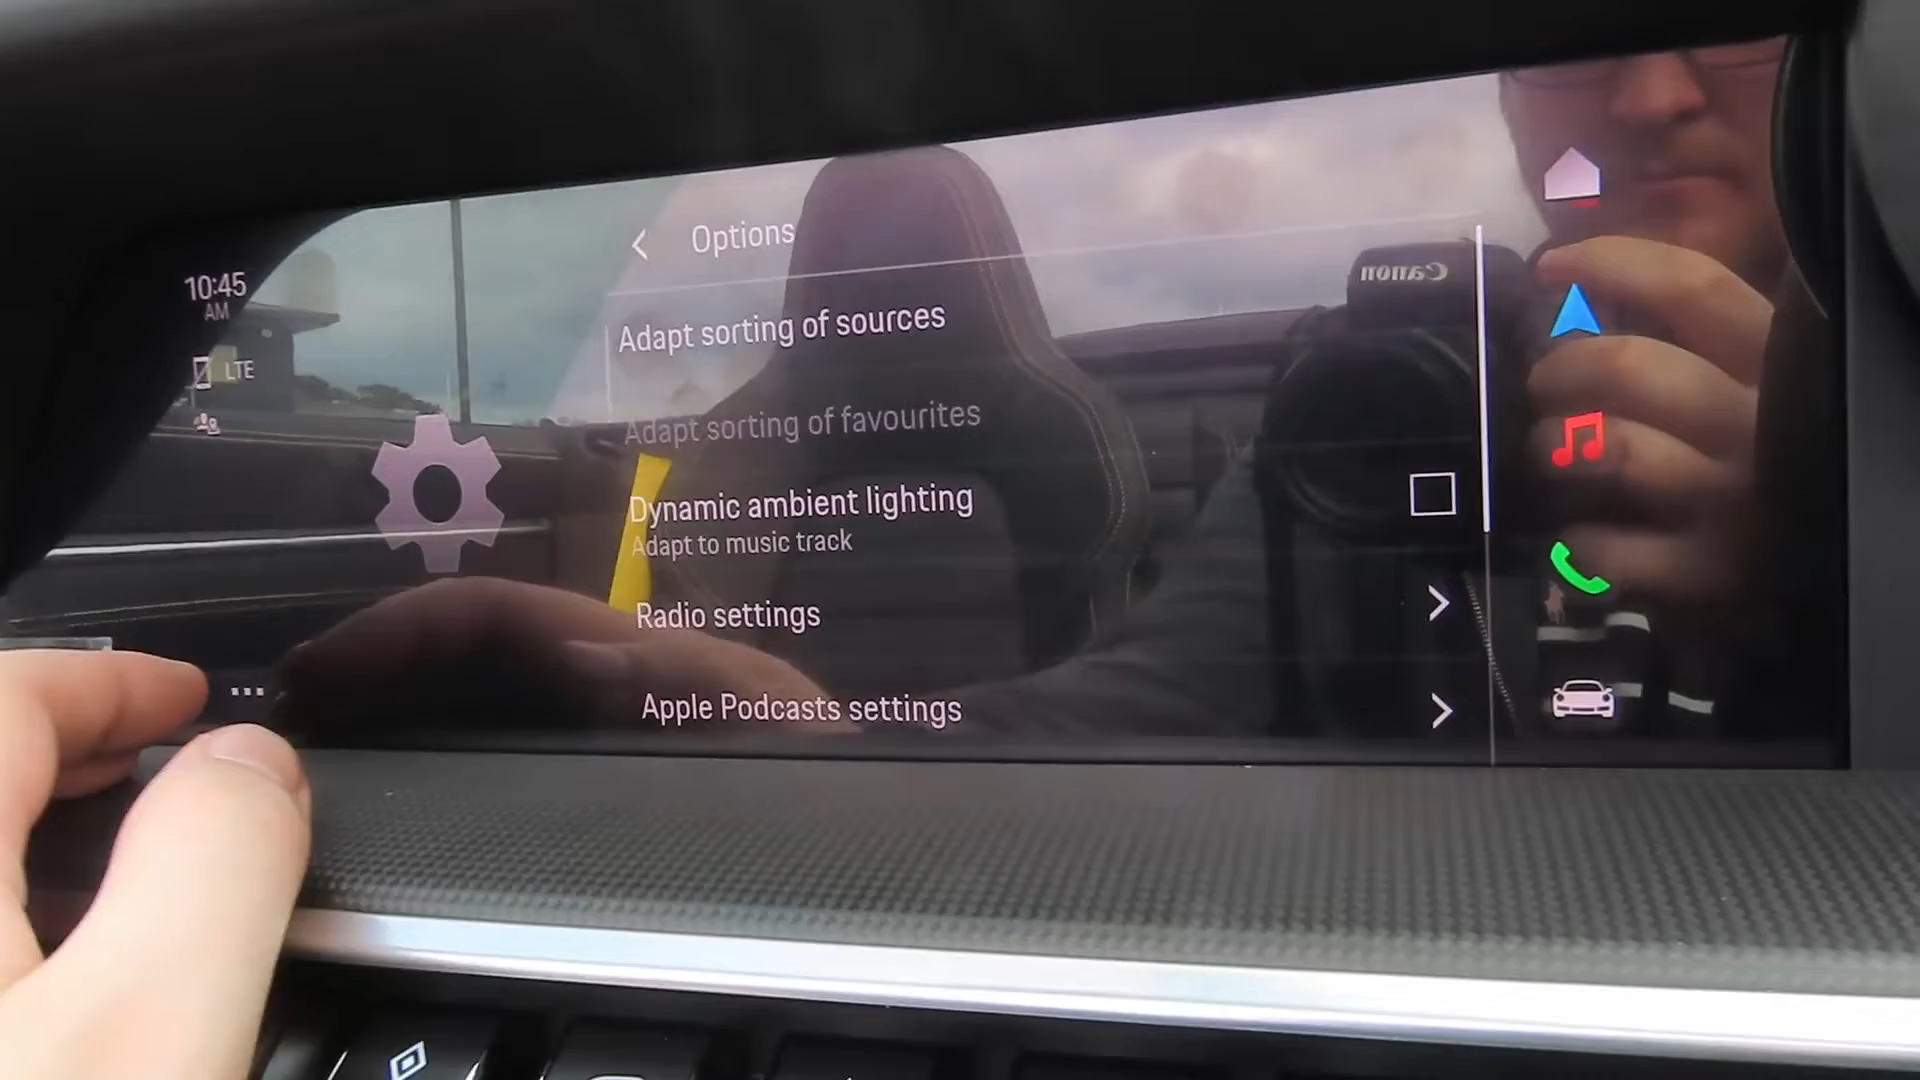 Options
10:45
AM
LTE
Adapt sorting of sources
Adapt sorting of favourites
Dynamic ambient lighting
Adapt to music track
Radio settings
Apple Podcasts settings
Canon